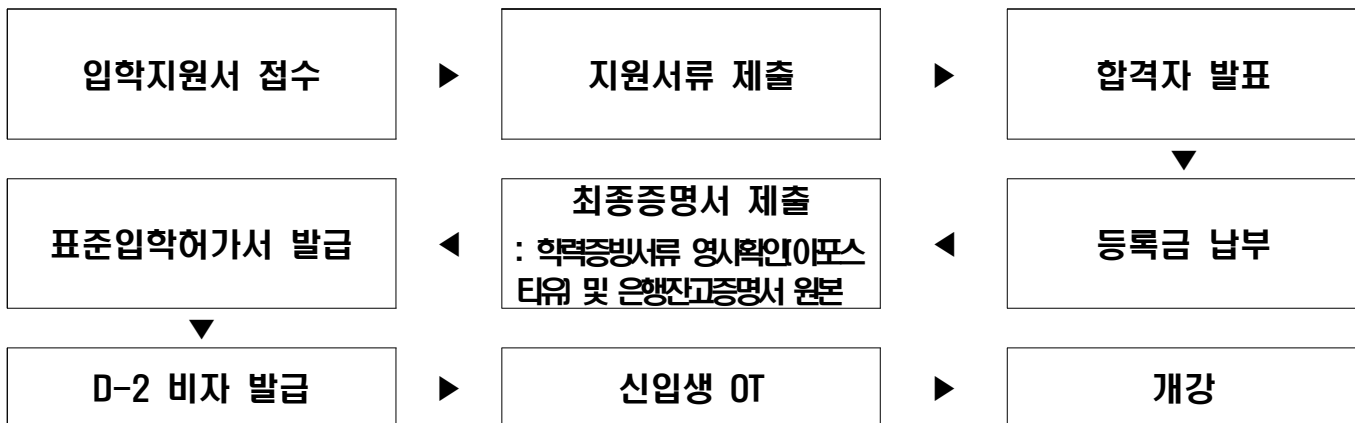 입학지원서 접수 ▶ 지원서류 제출 ▶ 합격자 발표
▼
등록금 납부
◀
최종증명서 제출
: 학력증빙서류 영사확인(아포스
티유) 및 은행잔고증명서 원본
◀
표준입학허가서 발급
▼
D-2 비자 발급 ▶ 신입생 OT ▶ 개강